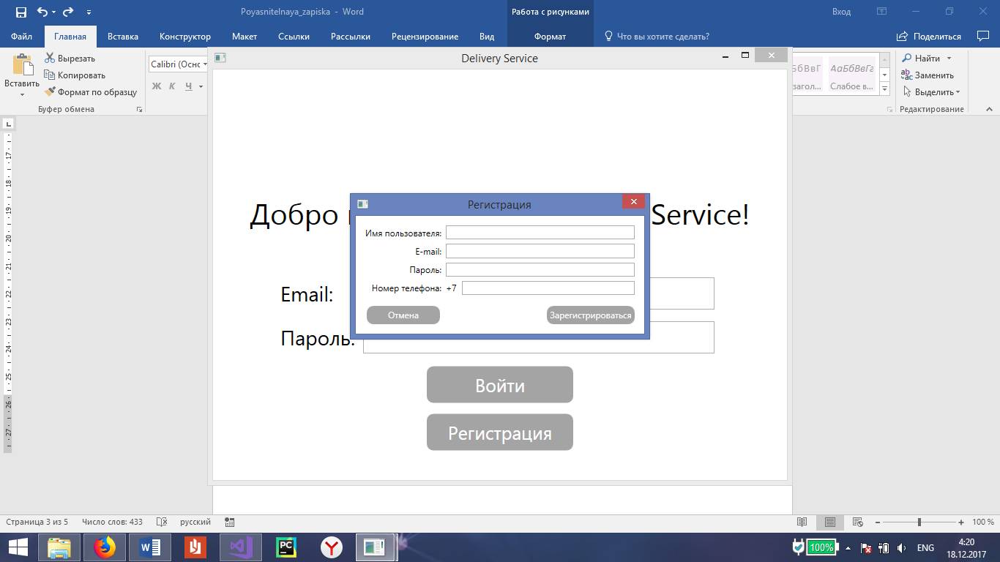 Poyasnitelnaya_zapiska - Word
Работа с рисунками
Вход
Файл
Главная
Вставка
Конструктор
Макет
Ссылки
Рассылки
Рецензирование
Вид
Формат
Что вы хотите сделать?
Поделиться
Вставить
Вырезать
Копировать
Формат по образцу
Буфер обмена
Calibri (Осно
Ж К Ч
Delivery Service
АаБбВвГг
загол...
Слабое в...
Найти
Заменить
Выделить
Редактирование
17
18
19
20
21
22
23
24
25
26
27
Добро
Service!
Регистрация
Имя пользователя:
E-mail:
Пароль:
Номер телефона: +7
Отмена
Зарегистрироваться
Email:
Пароль:
Войти
Регистрация
Страница 3 из 5
Число слов: 433
русский
100 %
W
PC
Y
100%
ENG
4:20
18.12.2017